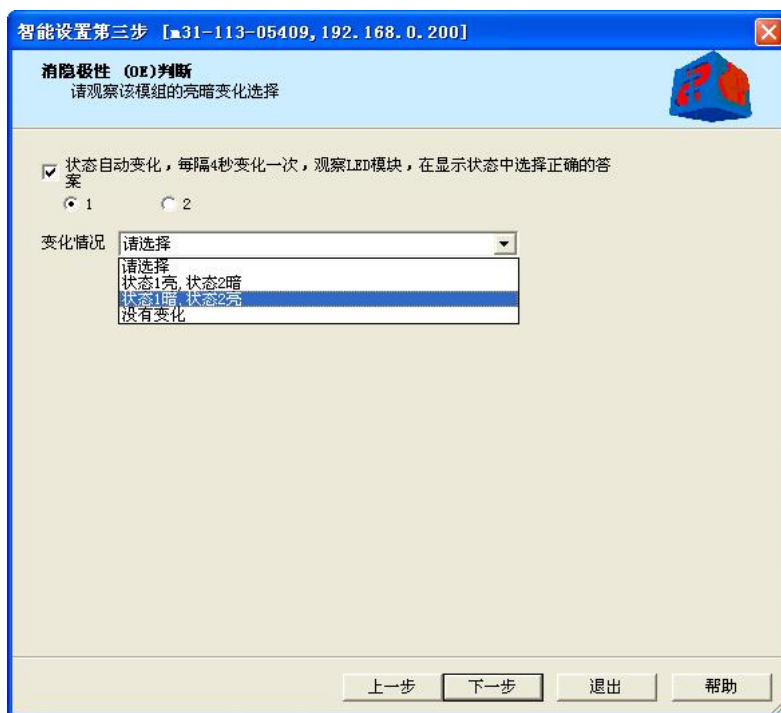 智能设置第三步 [m31-113-05409,192.168.0.200]
消隐极性 (OE)判断
请观察该模组的亮暗变化选择
状态自动变化，每隔4秒变化一次，观察LED模块，在显示状态中选择正确的答
案
1 2
变化情况 请选择
请选择
状态1亮,状态2暗
状态1暗,状态2亮
没有变化
上一步 下一步 退出 帮助